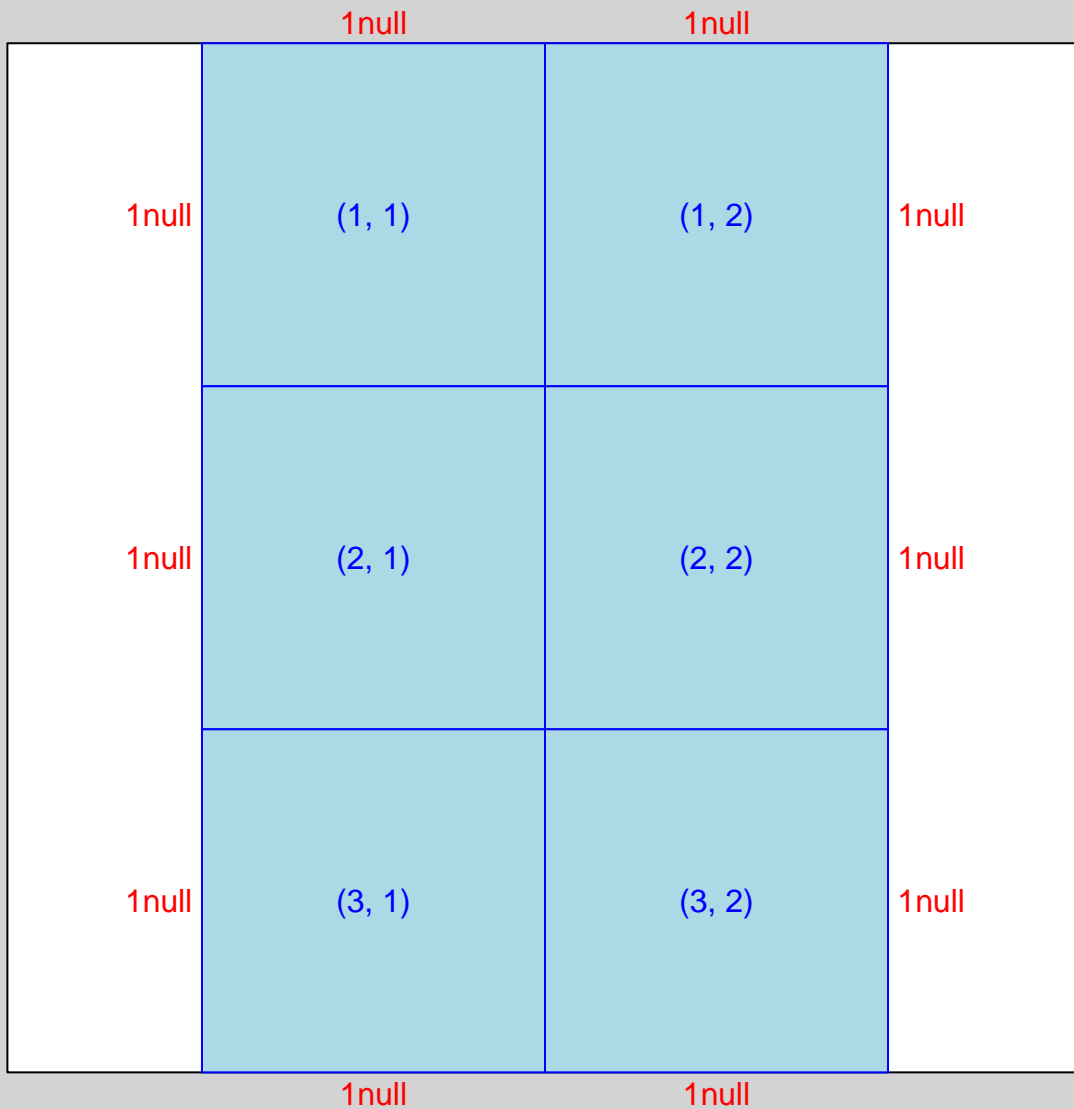 1null 1null
1null (1, 1) (1, 2) 1null
1null (2, 1) (2, 2) 1null
1null (3, 1) (3, 2) 1null
1null 1null